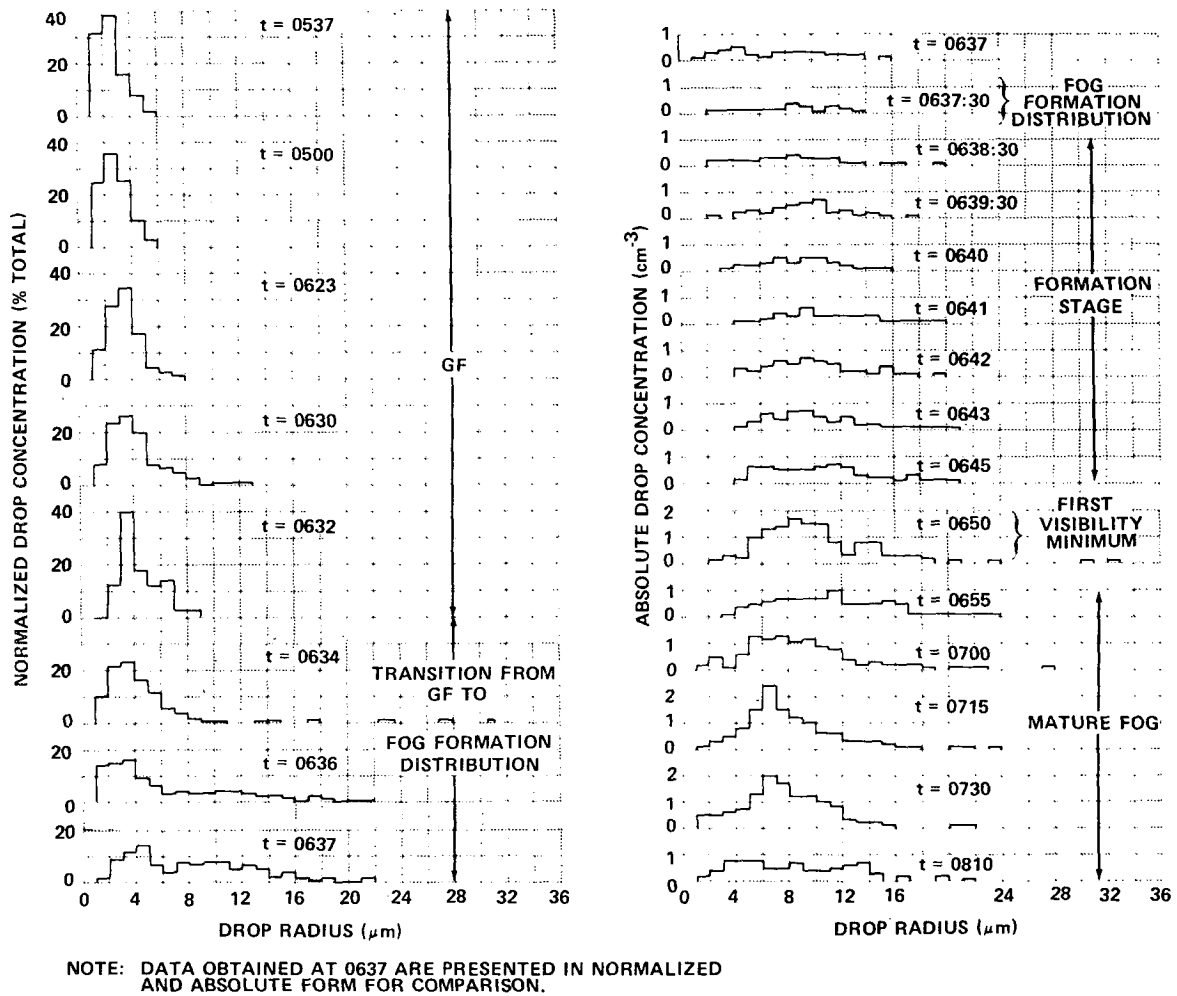 NORMALIZED DROP CONCENTRATION (% TOTAL)
40
20
0
t = 0537
40
20
0
t = 0500
40
20
0
t = 0623
20
0
t = 0630
40
20
0
t = 0632
20
0
t = 0634
20
0
t = 0636
20
0
t = 0637
GF
TRANSITION FROM
GF TO
FOG FORMATION
DISTRIBUTION
0 4 8 12 16 20 24 28 32 36
DROP RADIUS (μm)
ABSOLUTE DROP CONCENTRATION (cm-3)
1
0
t = 0637
1
0
t = 0637:30
FOG
FORMATION
DISTRIBUTION
1
0
t = 0638:30
1
0
t = 0639:30
1
0
t = 0640
1
0
t = 0641
1
0
t = 0642
1
0
t = 0643
1
0
t = 0645
FORMATION
STAGE
2
1
0
t = 0650
FIRST
VISIBILITY
MINIMUM
1
0
t = 0655
1
0
t = 0700
2
1
0
t = 0715
2
1
0
t = 0730
1
0
t = 0810
MATURE FOG
0 4 8 12 16 20 24 28 32 36
DROP RADIUS (μm)
NOTE: DATA OBTAINED AT 0637 ARE PRESENTED IN NORMALIZED
AND ABSOLUTE FORM FOR COMPARISON.